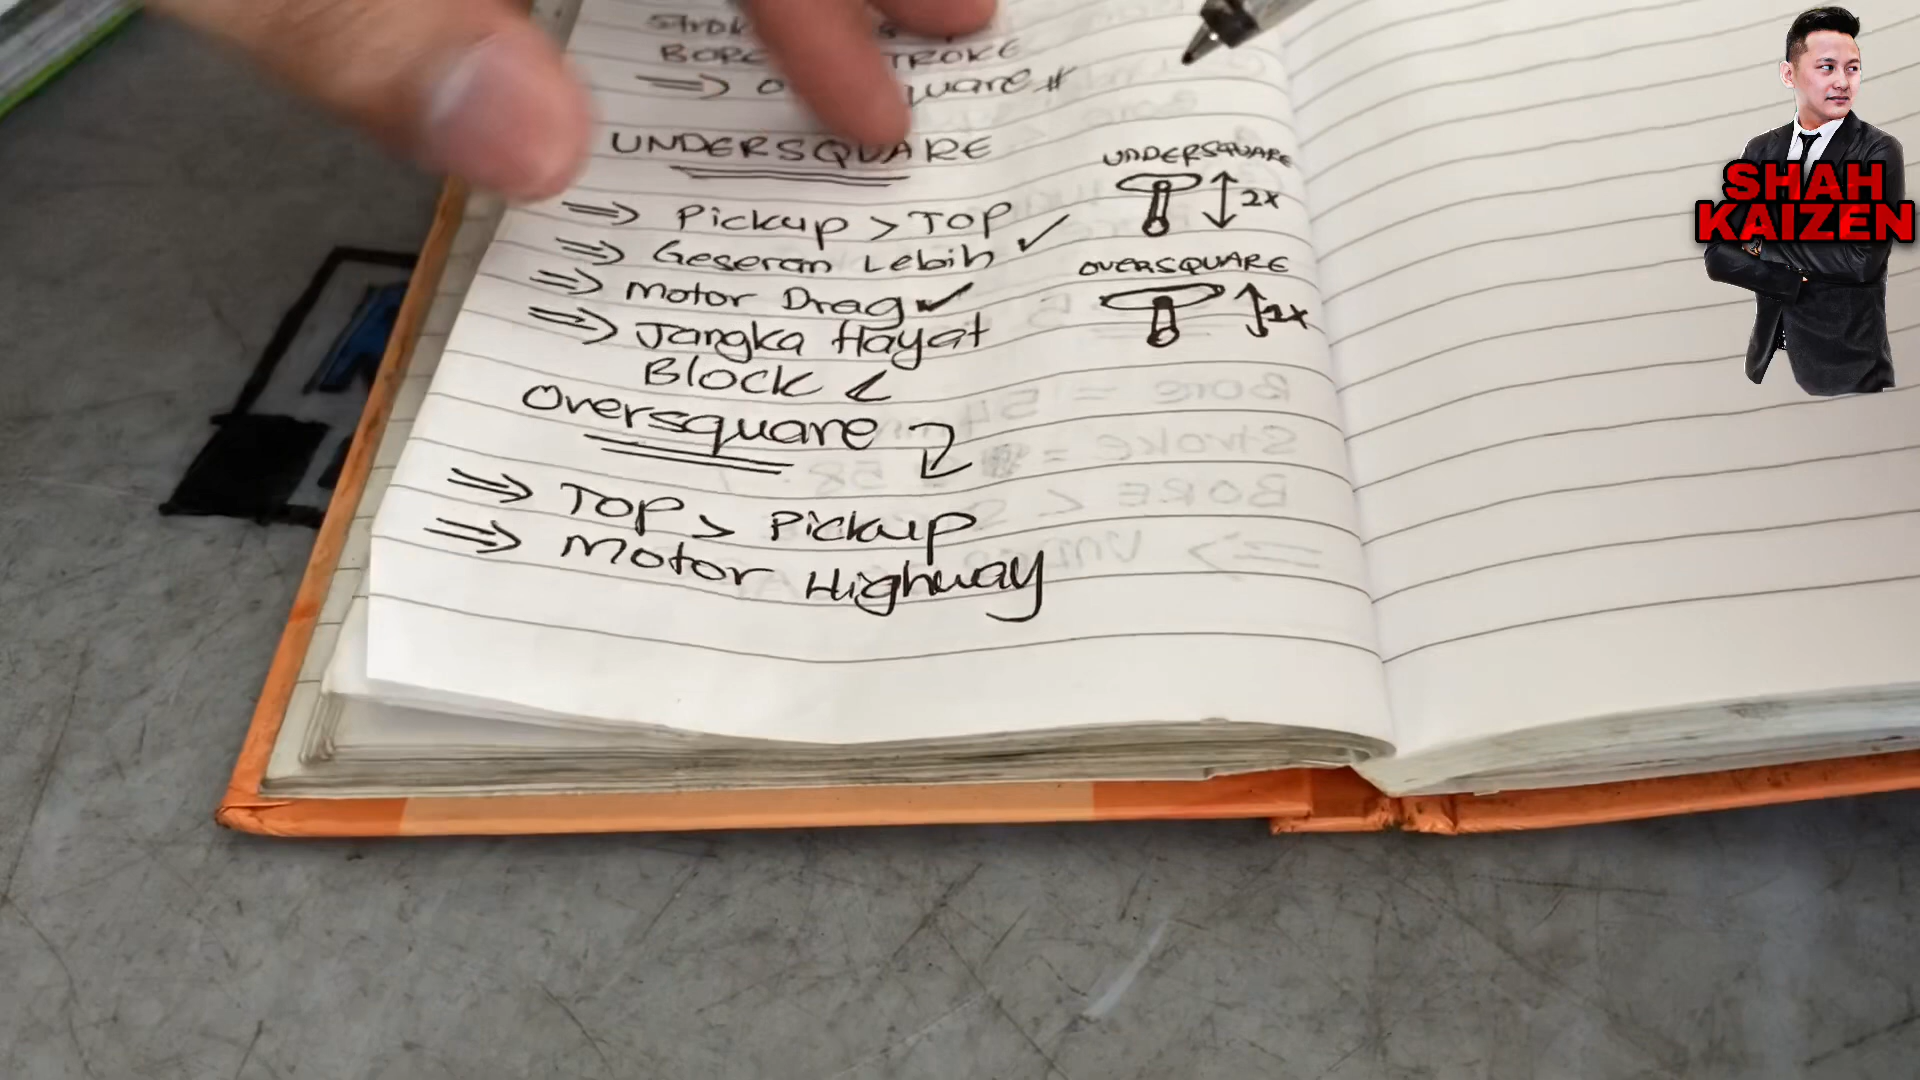 BORE STROKE
UNDERSQUARE
⇒ Pickup > TOP
⇒ Geseran Lebih ✓
⇒ Motor Drag ✓
⇒ Jangka Hayat
Block <
Oversquare
⇒ TOP > Pickup
⇒ Motor Highway
UNDERSQUARE
2x
OVERSQUARE
2x
SHAH
KAIZEN